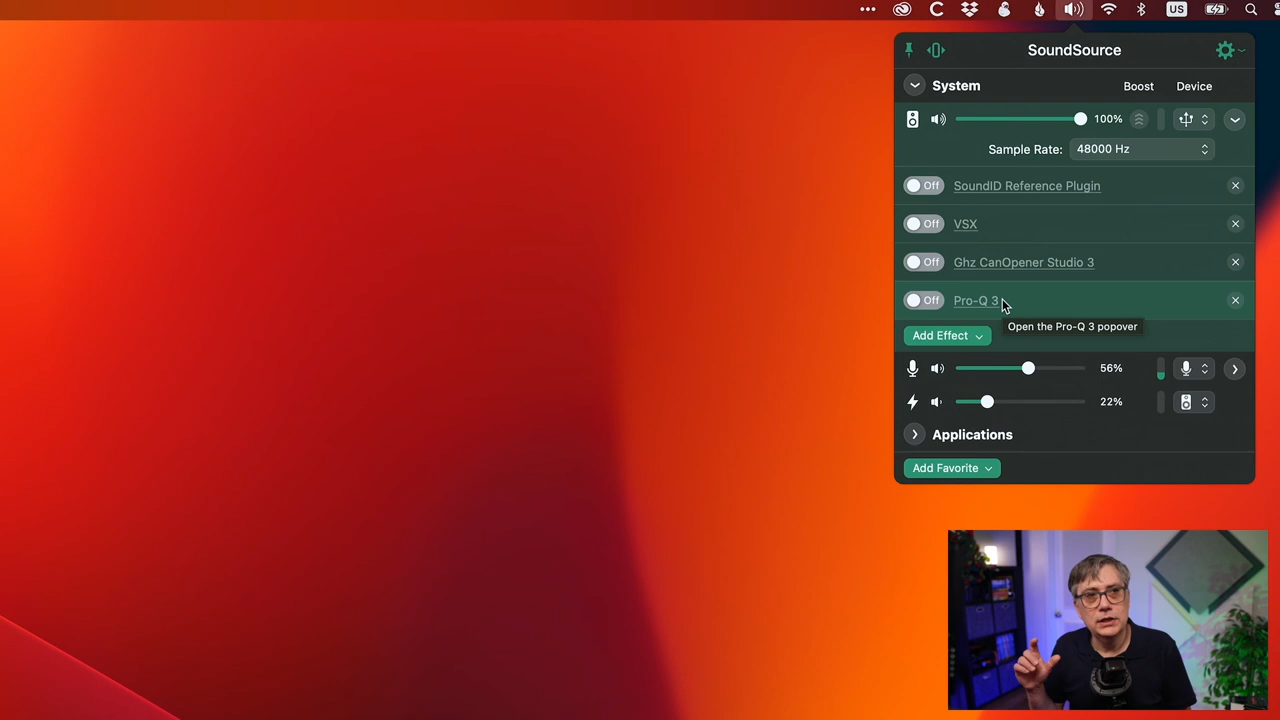 US
SoundSource
System Boost Device
100%
Sample Rate: 48000 Hz
Off SoundID Reference Plugin
Off VSX
Off Ghz CanOpener Studio 3
Off Pro-Q 3
Open the Pro-Q 3 popover
Add Effect
56%
22%
Applications
Add Favorite